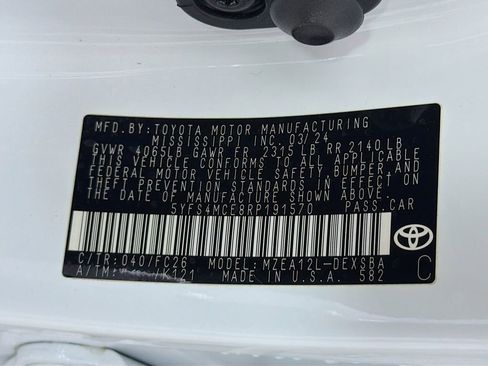 MFD. BY: TOYOTA MOTOR MANUFACTURING
MISSISSIPPI INC. 03/24
GVWR 4065LB GAWR FR 2315 LB RR 2140 LB
THIS VEHICLE CONFORMS TO ALL APPLICABLE
FEDERAL MOTOR VEHICLE SAFETY, BUMPER, AND
THEFT PREVENTION STANDARDS IN EFFECT ON
THE DATE OF MANUFACTURE SHOWN ABOVE.
5YFS4MCE8RP191570 PASS. CAR
C/TR: 040/FC26 MODEL: MZEA12L-DEXSBA
A/TM: /K121 MADE IN U.S.A. 582 C